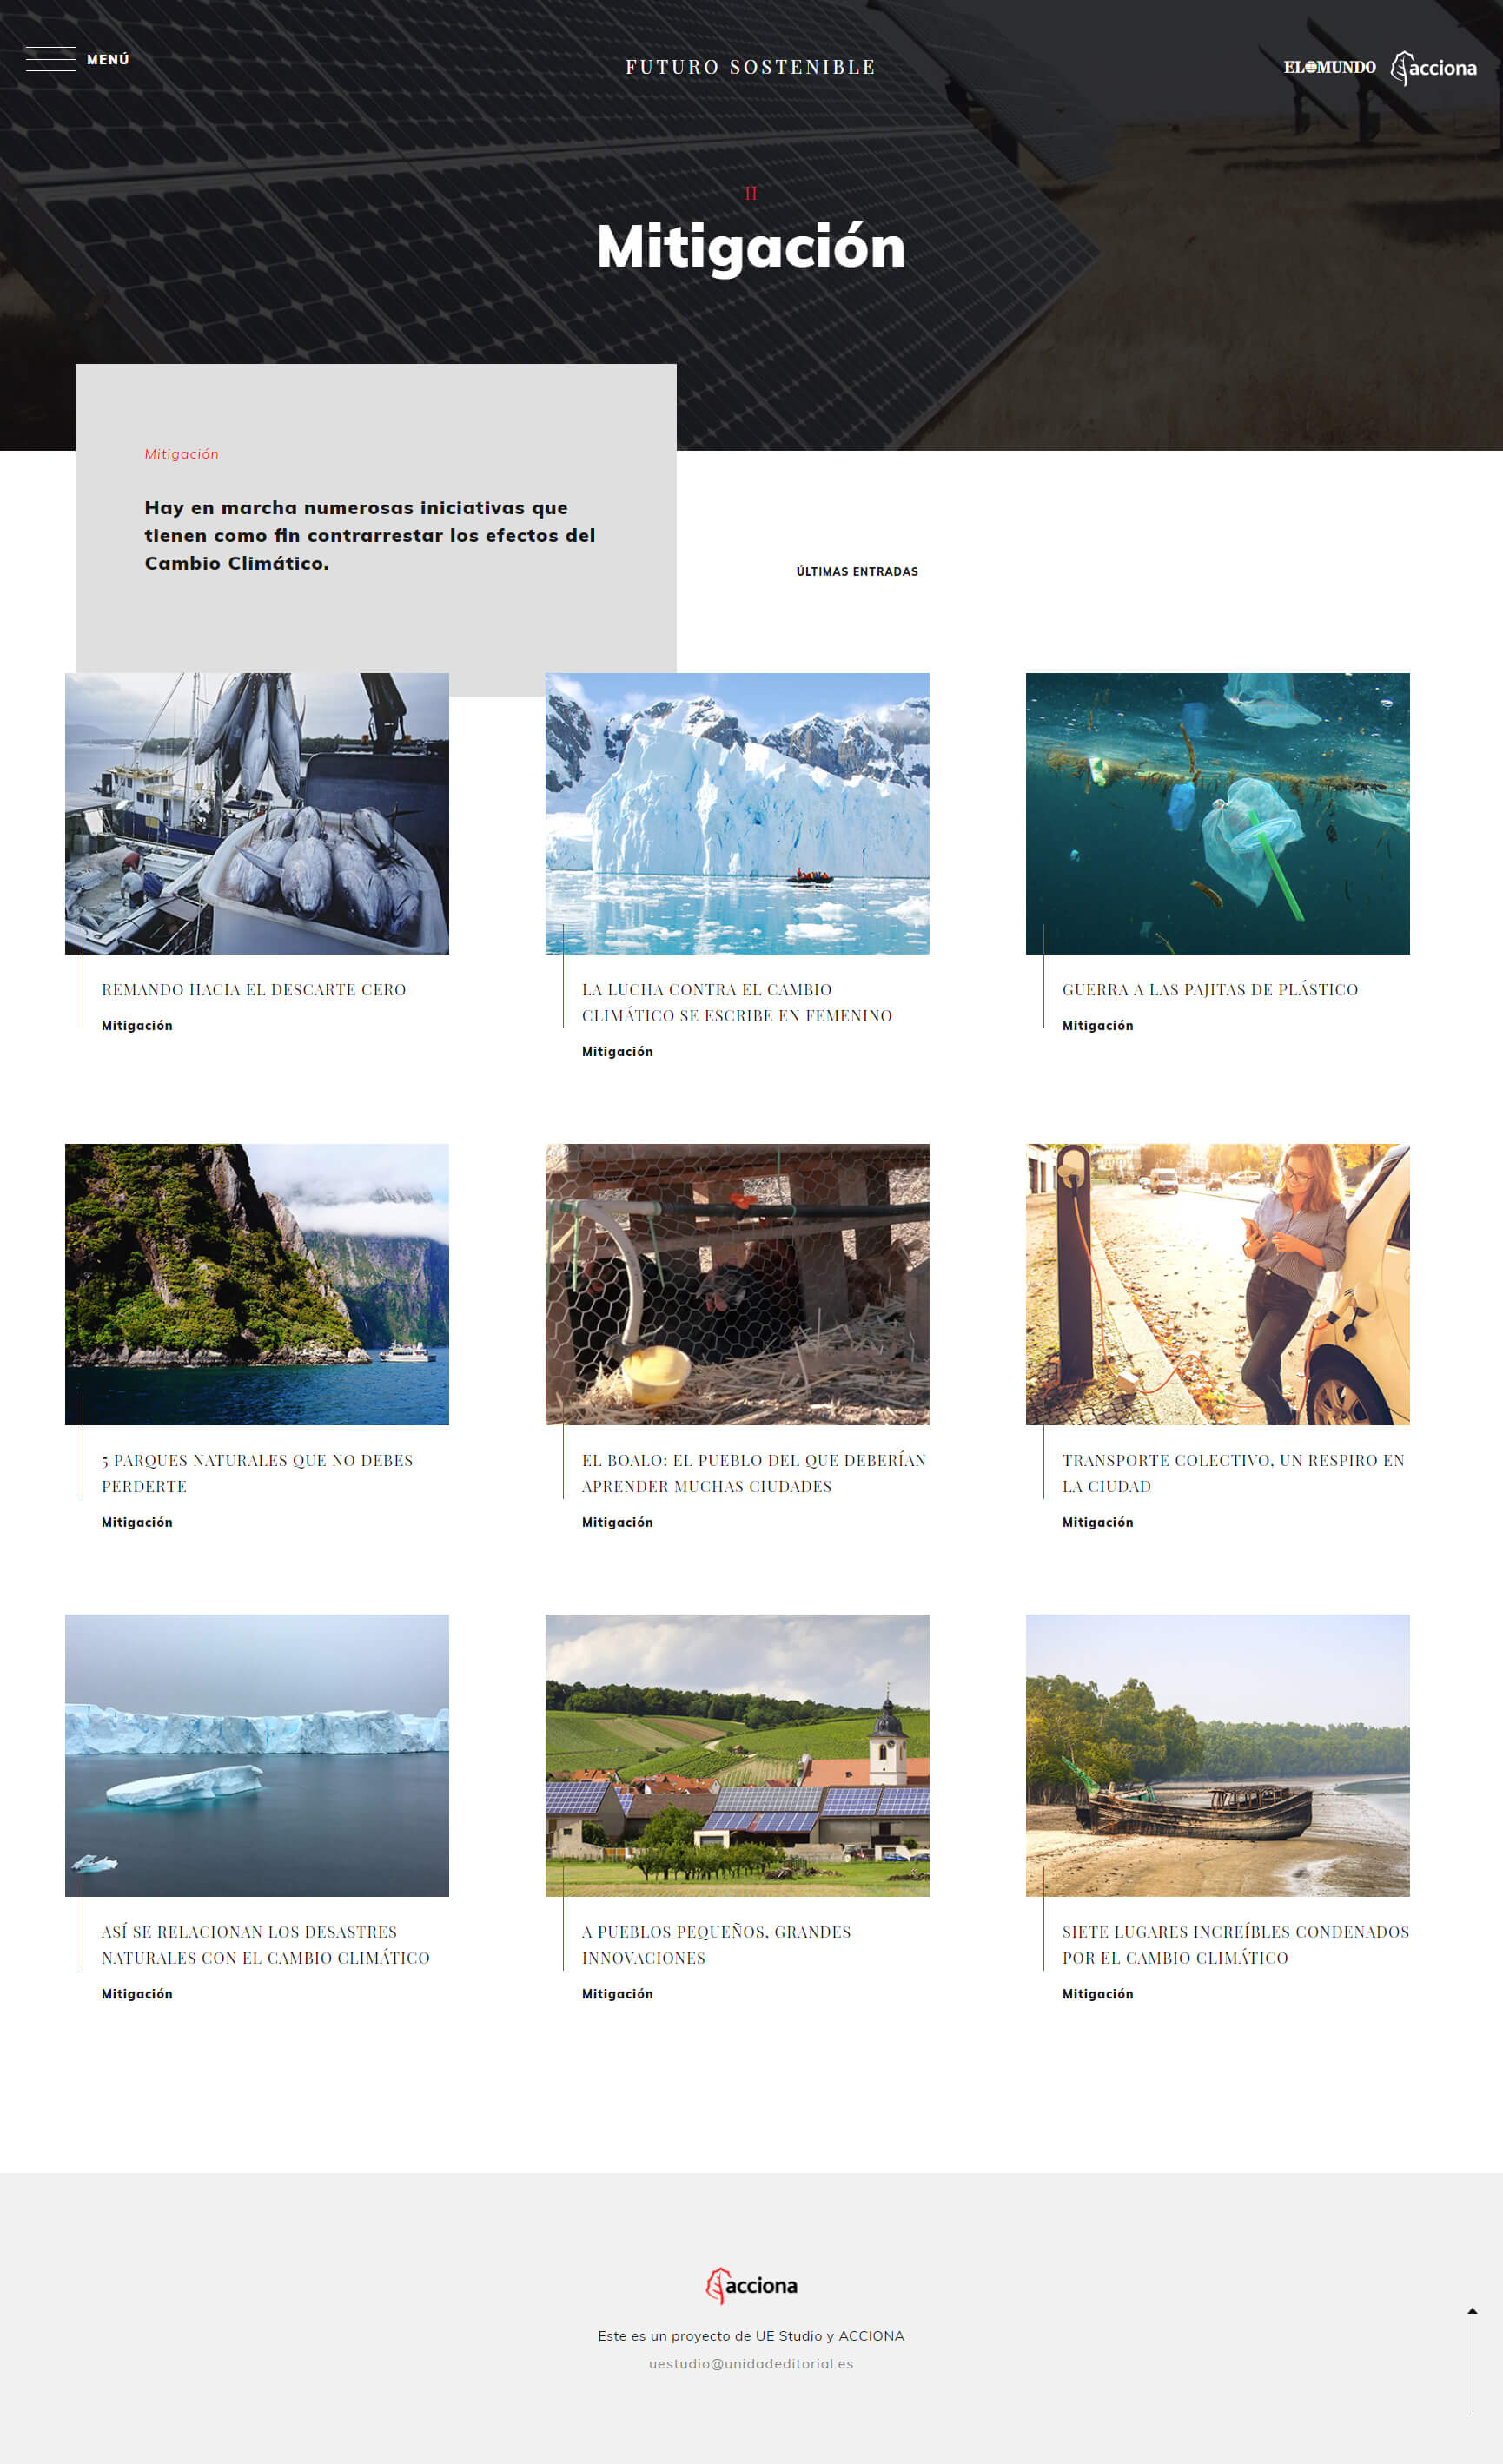 MENÚ
FUTURO SOSTENIBLE
EL MUNDO
acciona
II
Mitigación
Mitigación
Hay en marcha numerosas iniciativas que
tienen como fin contrarrestar los efectos del
Cambio Climático.
ÚLTIMAS ENTRADAS
REMANDO HACIA EL DESCARTE CERO
Mitigación
LA LUCHA CONTRA EL CAMBIO
CLIMÁTICO SE ESCRIBE EN FEMENINO
Mitigación
GUERRA A LAS PAJITAS DE PLÁSTICO
Mitigación
5 PARQUES NATURALES QUE NO DEBES
PERDERTE
Mitigación
EL BOALO: EL PUEBLO DEL QUE DEBERÍAN
APRENDER MUCHAS CIUDADES
Mitigación
TRANSPORTE COLECTIVO, UN RESPIRO EN
LA CIUDAD
Mitigación
ASÍ SE RELACIONAN LOS DESASTRES
NATURALES CON EL CAMBIO CLIMÁTICO
Mitigación
A PUEBLOS PEQUEÑOS, GRANDES
INNOVACIONES
Mitigación
SIETE LUGARES INCREÍBLES CONDENADOS
POR EL CAMBIO CLIMÁTICO
Mitigación
acciona
Este es un proyecto de UE Studio y ACCIONA
uestudio@unidadeditorial.es